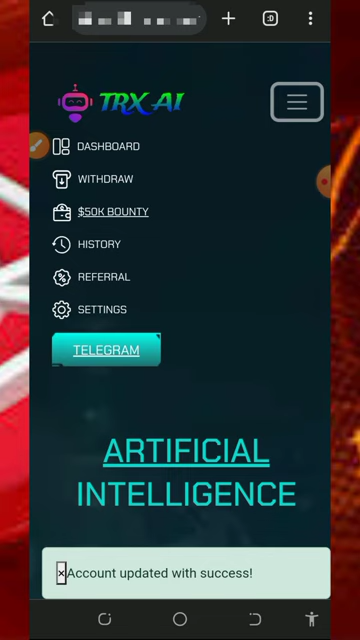 :D
TRX AI
DASHBOARD
WITHDRAW
$50K BOUNTY
HISTORY
REFERRAL
SETTINGS
TELEGRAM
ARTIFICIAL
INTELLIGENCE
×Account updated with success!